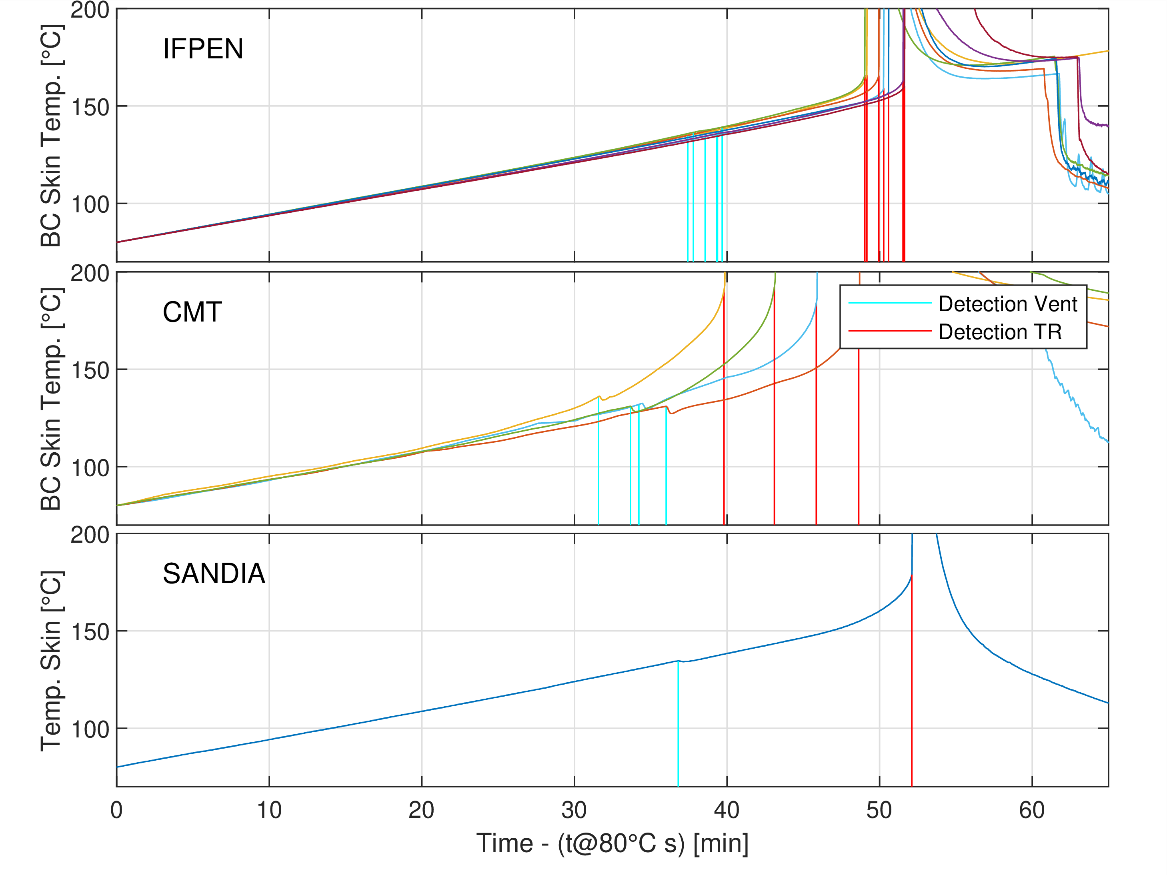 200
150
100
BC Skin Temp. [°C]
IFPEN
200
150
100
BC Skin Temp. [°C]
CMT
Detection Vent
Detection TR
200
150
100
Temp. Skin [°C]
SANDIA
0 10 20 30 40 50 60
Time - (t@80°C s) [min]